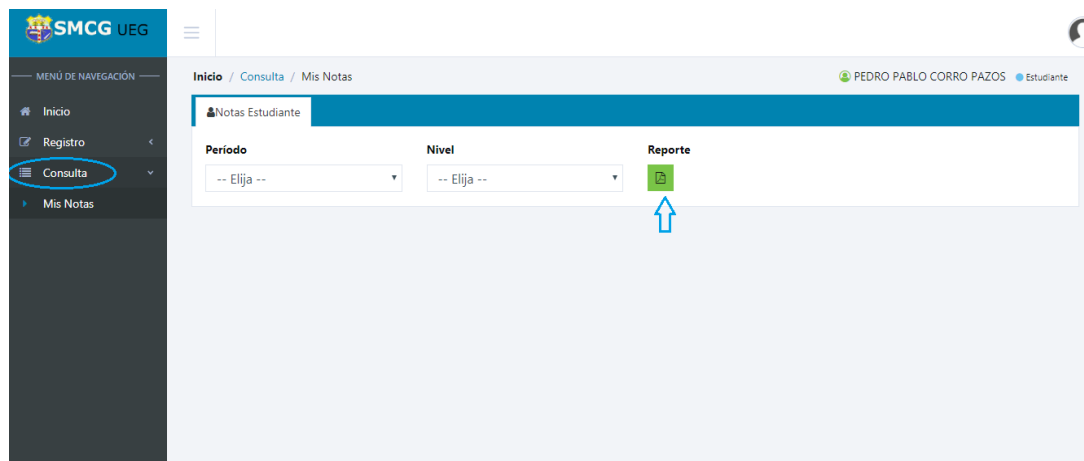 SMCG UEG
MENÚ DE NAVEGACIÓN
Inicio
Registro
Consulta
Mis Notas
Inicio / Consulta / Mis Notas
PEDRO PABLO CORRO PAZOS Estudiante
Notas Estudiante
Período Nivel Reporte
-- Elija -- -- Elija --